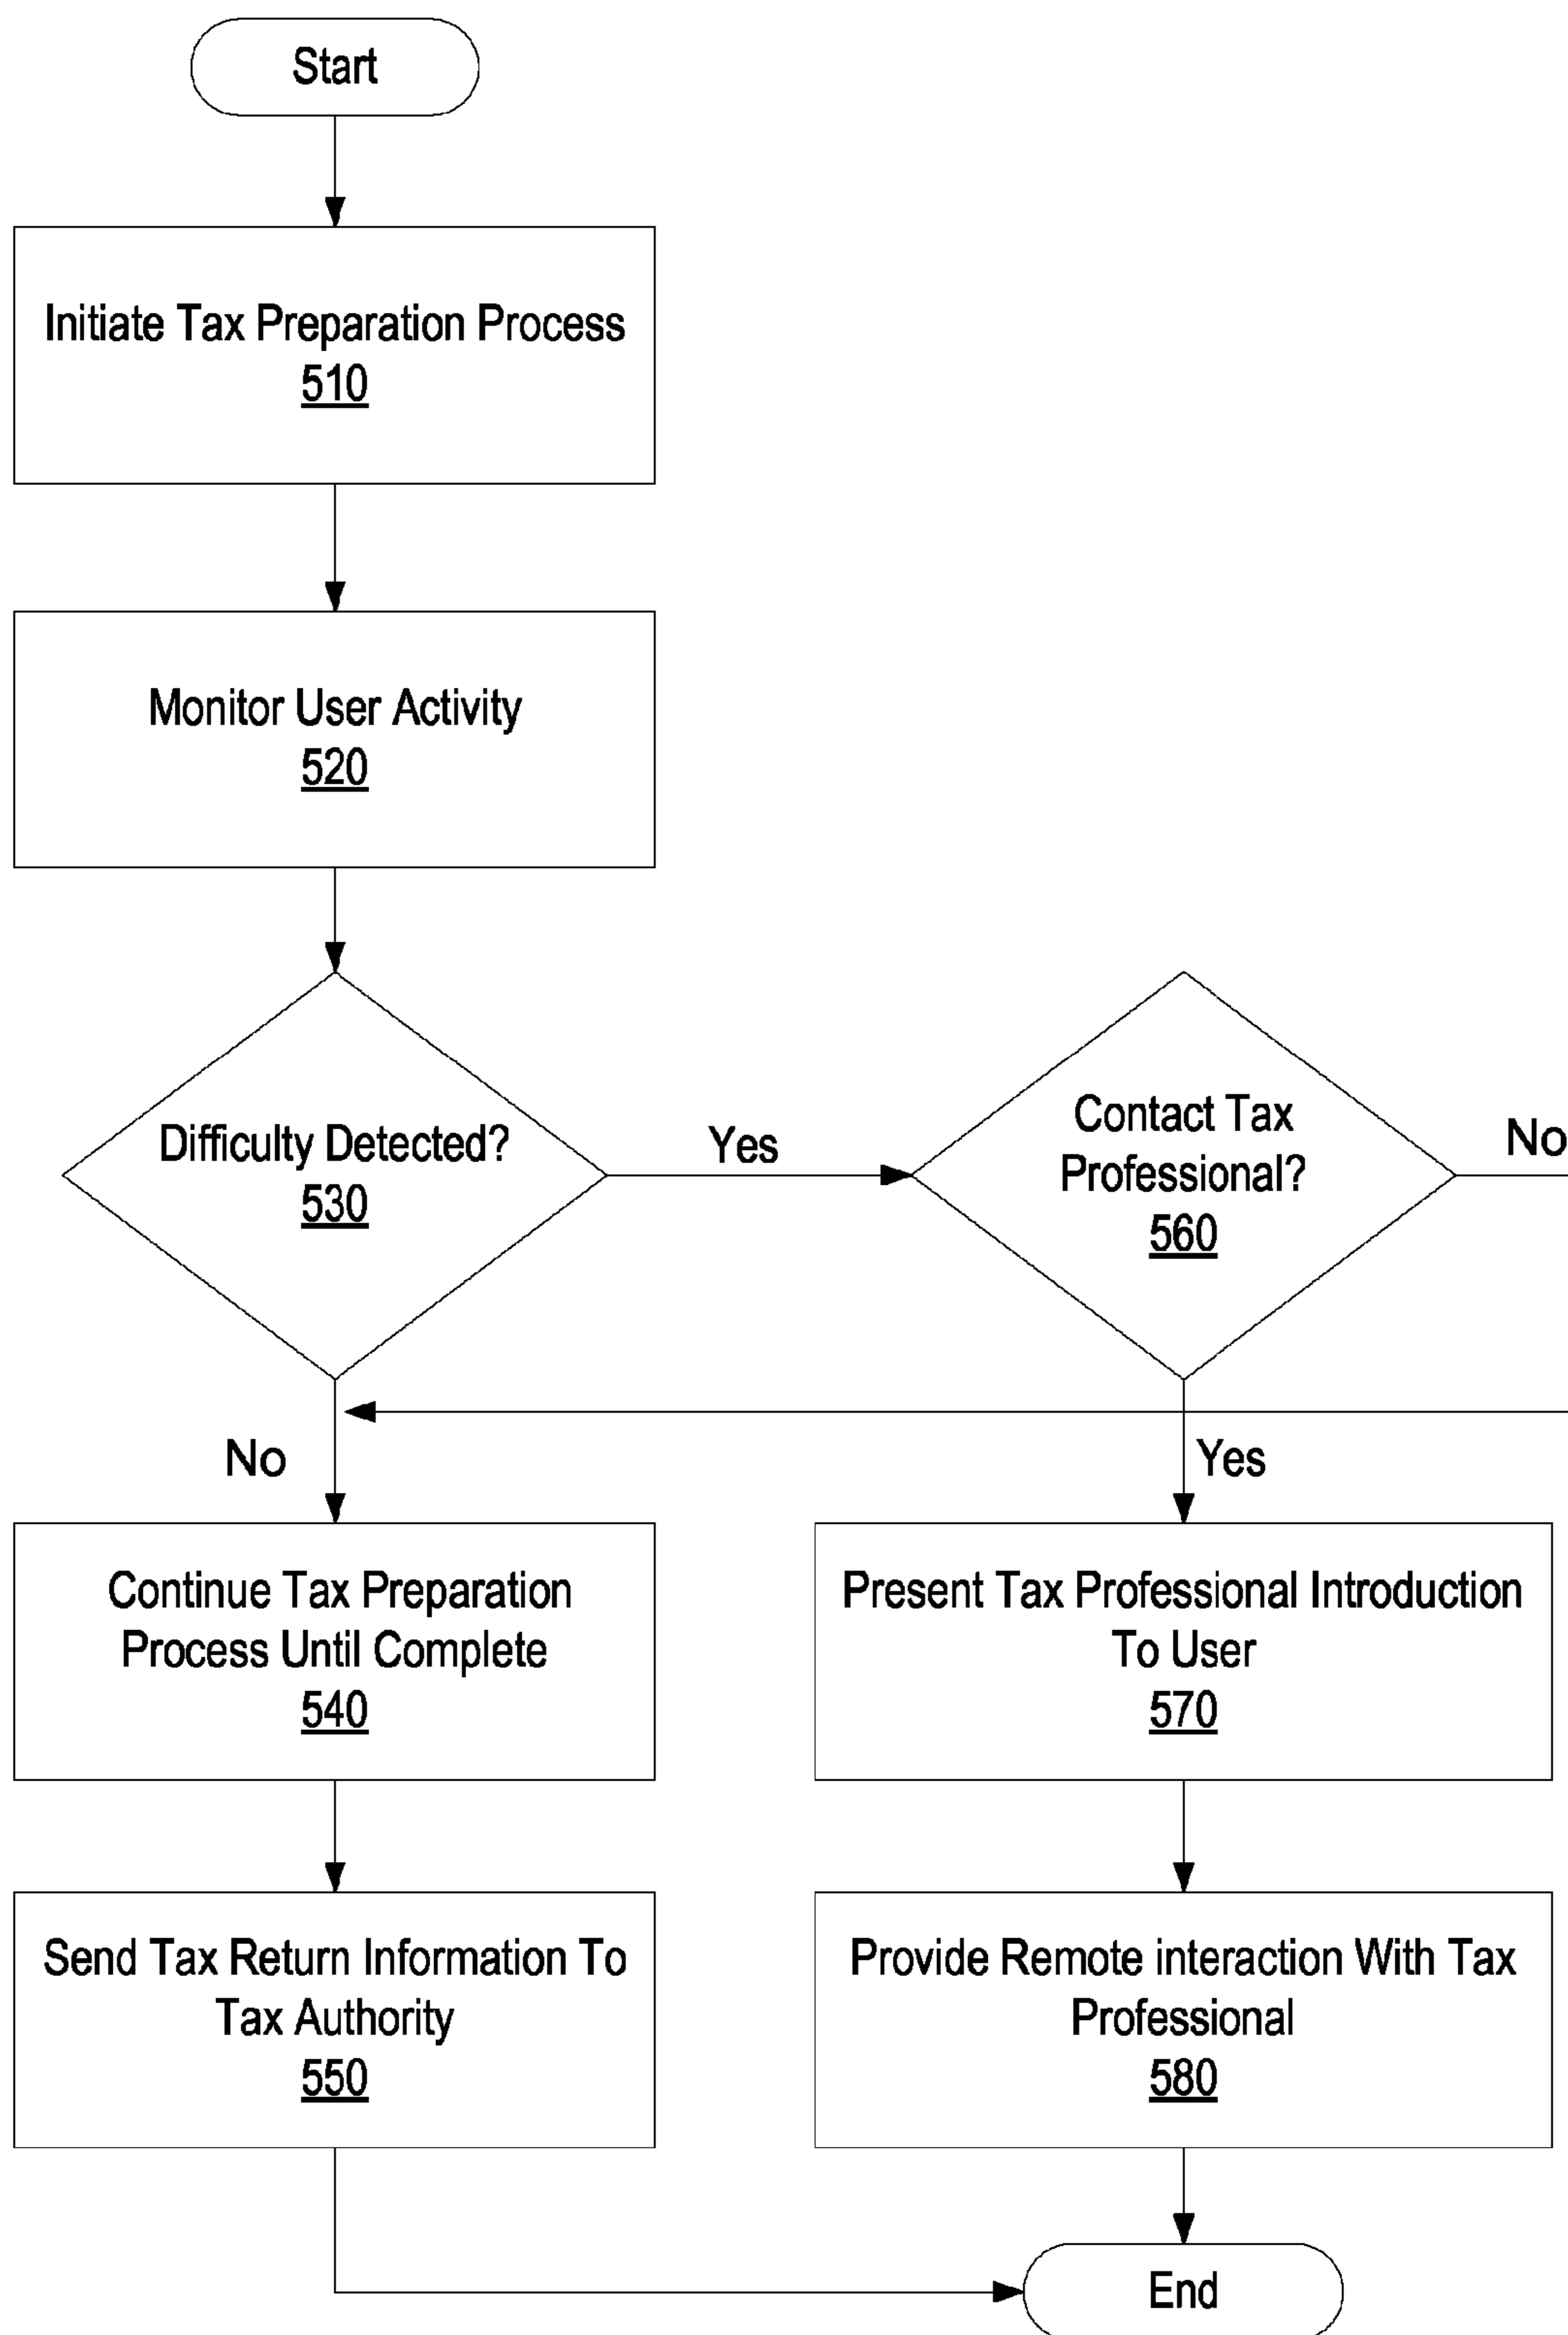 Start
Initiate Tax Preparation Process
510
Monitor User Activity
520
Difficulty Detected?
530
Yes
Contact Tax
Professional?
560
No
No
Yes
Continue Tax Preparation
Process Until Complete
540
Present Tax Professional Introduction
To User
570
Send Tax Return Information To
Tax Authority
550
Provide Remote interaction With Tax
Professional
580
End